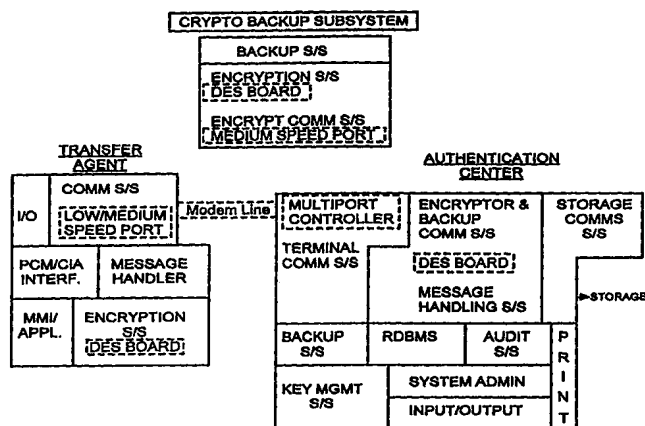 CRYPTO BACKUP SUBSYSTEM
BACKUP S/S
ENCRYPTION S/S
DES BOARD
ENCRYPT COMM S/S
MEDIUM SPEED PORT
TRANSFER
AGENT
I/O
COMM S/S
LOW/MEDIUM
SPEED PORT
PCM/CIA
INTERF.
MESSAGE
HANDLER
MMI/
APPL.
ENCRYPTION
S/S
DES BOARD
Modem Line
AUTHENTICATION
CENTER
MULTIPORT
CONTROLLER
TERMINAL
COMM S/S
ENCRYPTOR &
BACKUP
COMM S/S
DES BOARD
MESSAGE
HANDLING S/S
STORAGE
COMMS
S/S
STORAGE
BACKUP
S/S
RDBMS
AUDIT
S/S
PRINT
KEY MGMT
S/S
SYSTEM ADMIN
INPUT/OUTPUT